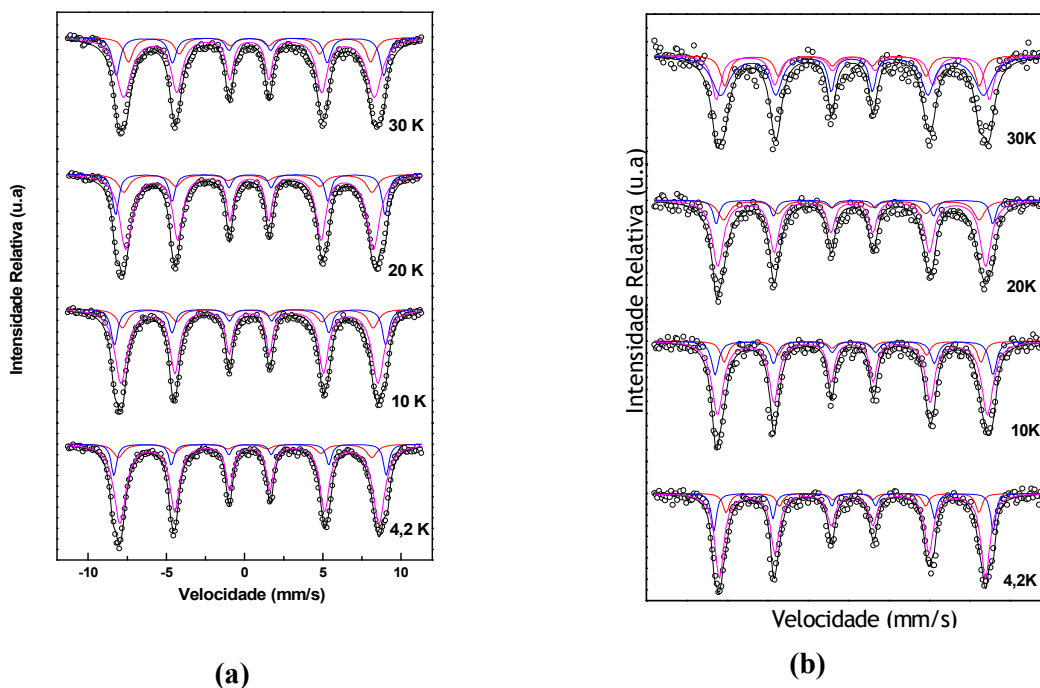 (a)
Intensidade Relativa (u.a)
30 K
20 K
10 K
4,2 K
-10 -5 0 5 10
Velocidade (mm/s)
(a)
(b)
Intensidade Relativa (u.a)
30K
20K
10K
4,2K
Velocidade (mm/s)
(b)